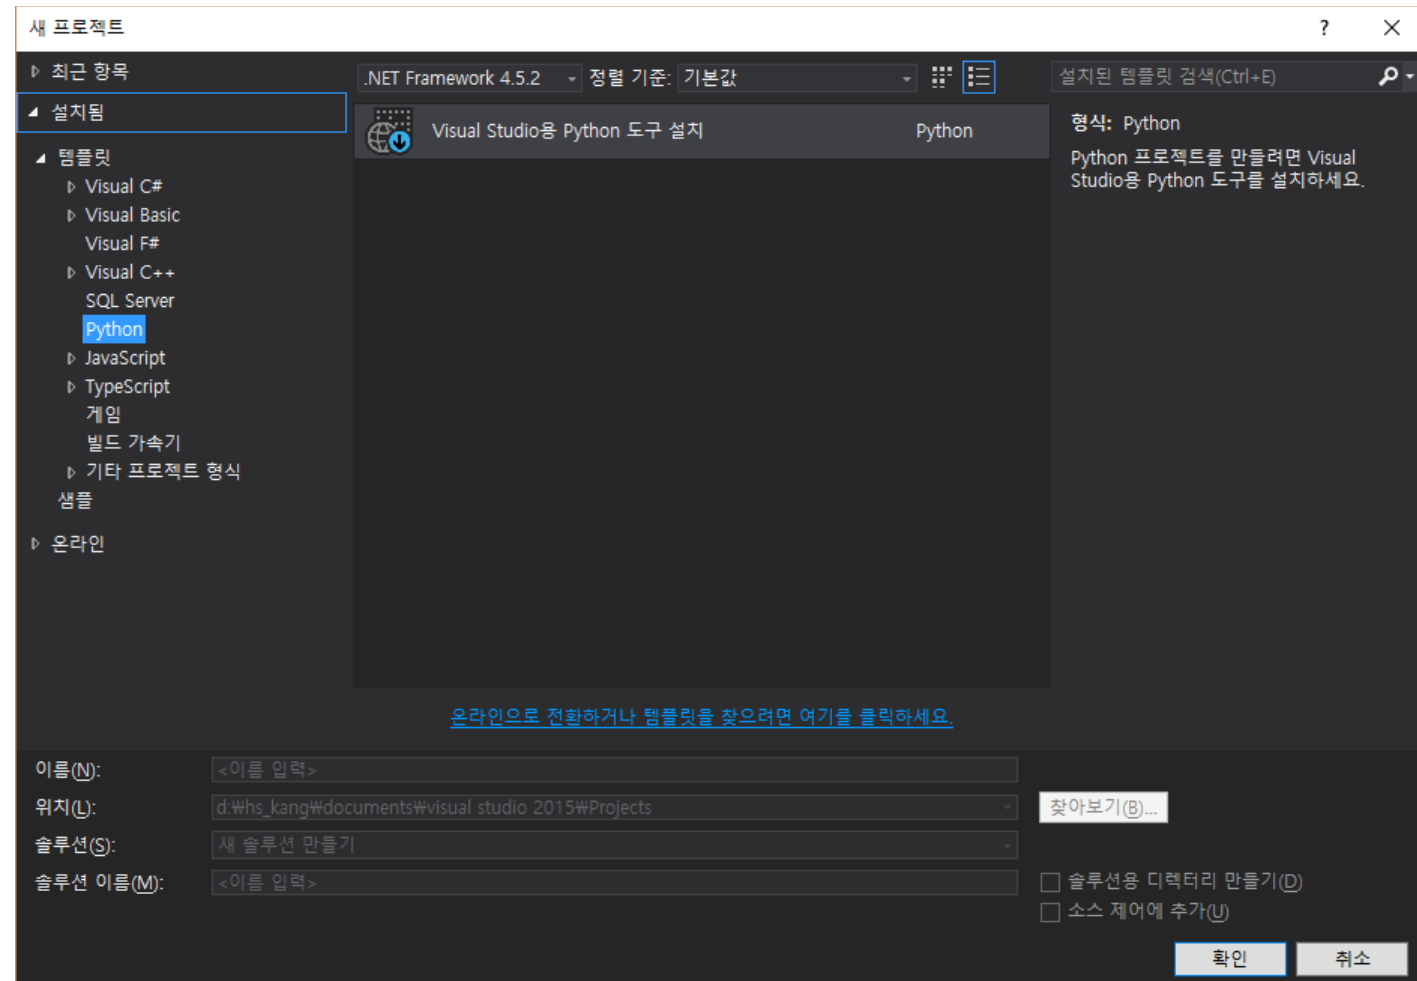 새 프로젝트
최근 항목
.NET Framework 4.5.2
정렬 기준: 기본값
설치된 템플릿 검색(Ctrl+E)
설치됨
템플릿
Visual C#
Visual Basic
Visual F#
Visual C++
SQL Server
Python
JavaScript
TypeScript
게임
빌드 가속기
기타 프로젝트 형식
샘플
온라인
Visual Studio용 Python 도구 설치
Python
형식: Python
Python 프로젝트를 만들려면 Visual
Studio용 Python 도구를 설치하세요.
온라인으로 전환하거나 템플릿을 찾으려면 여기를 클릭하세요.
이름(N): <이름 입력>
위치(L): d:₩hs_kang₩documents₩visual studio 2015₩Projects
찾아보기(B)...
솔루션(S): 새 솔루션 만들기
솔루션 이름(M): <이름 입력>
솔루션용 디렉터리 만들기(D)
소스 제어에 추가(U)
확인
취소